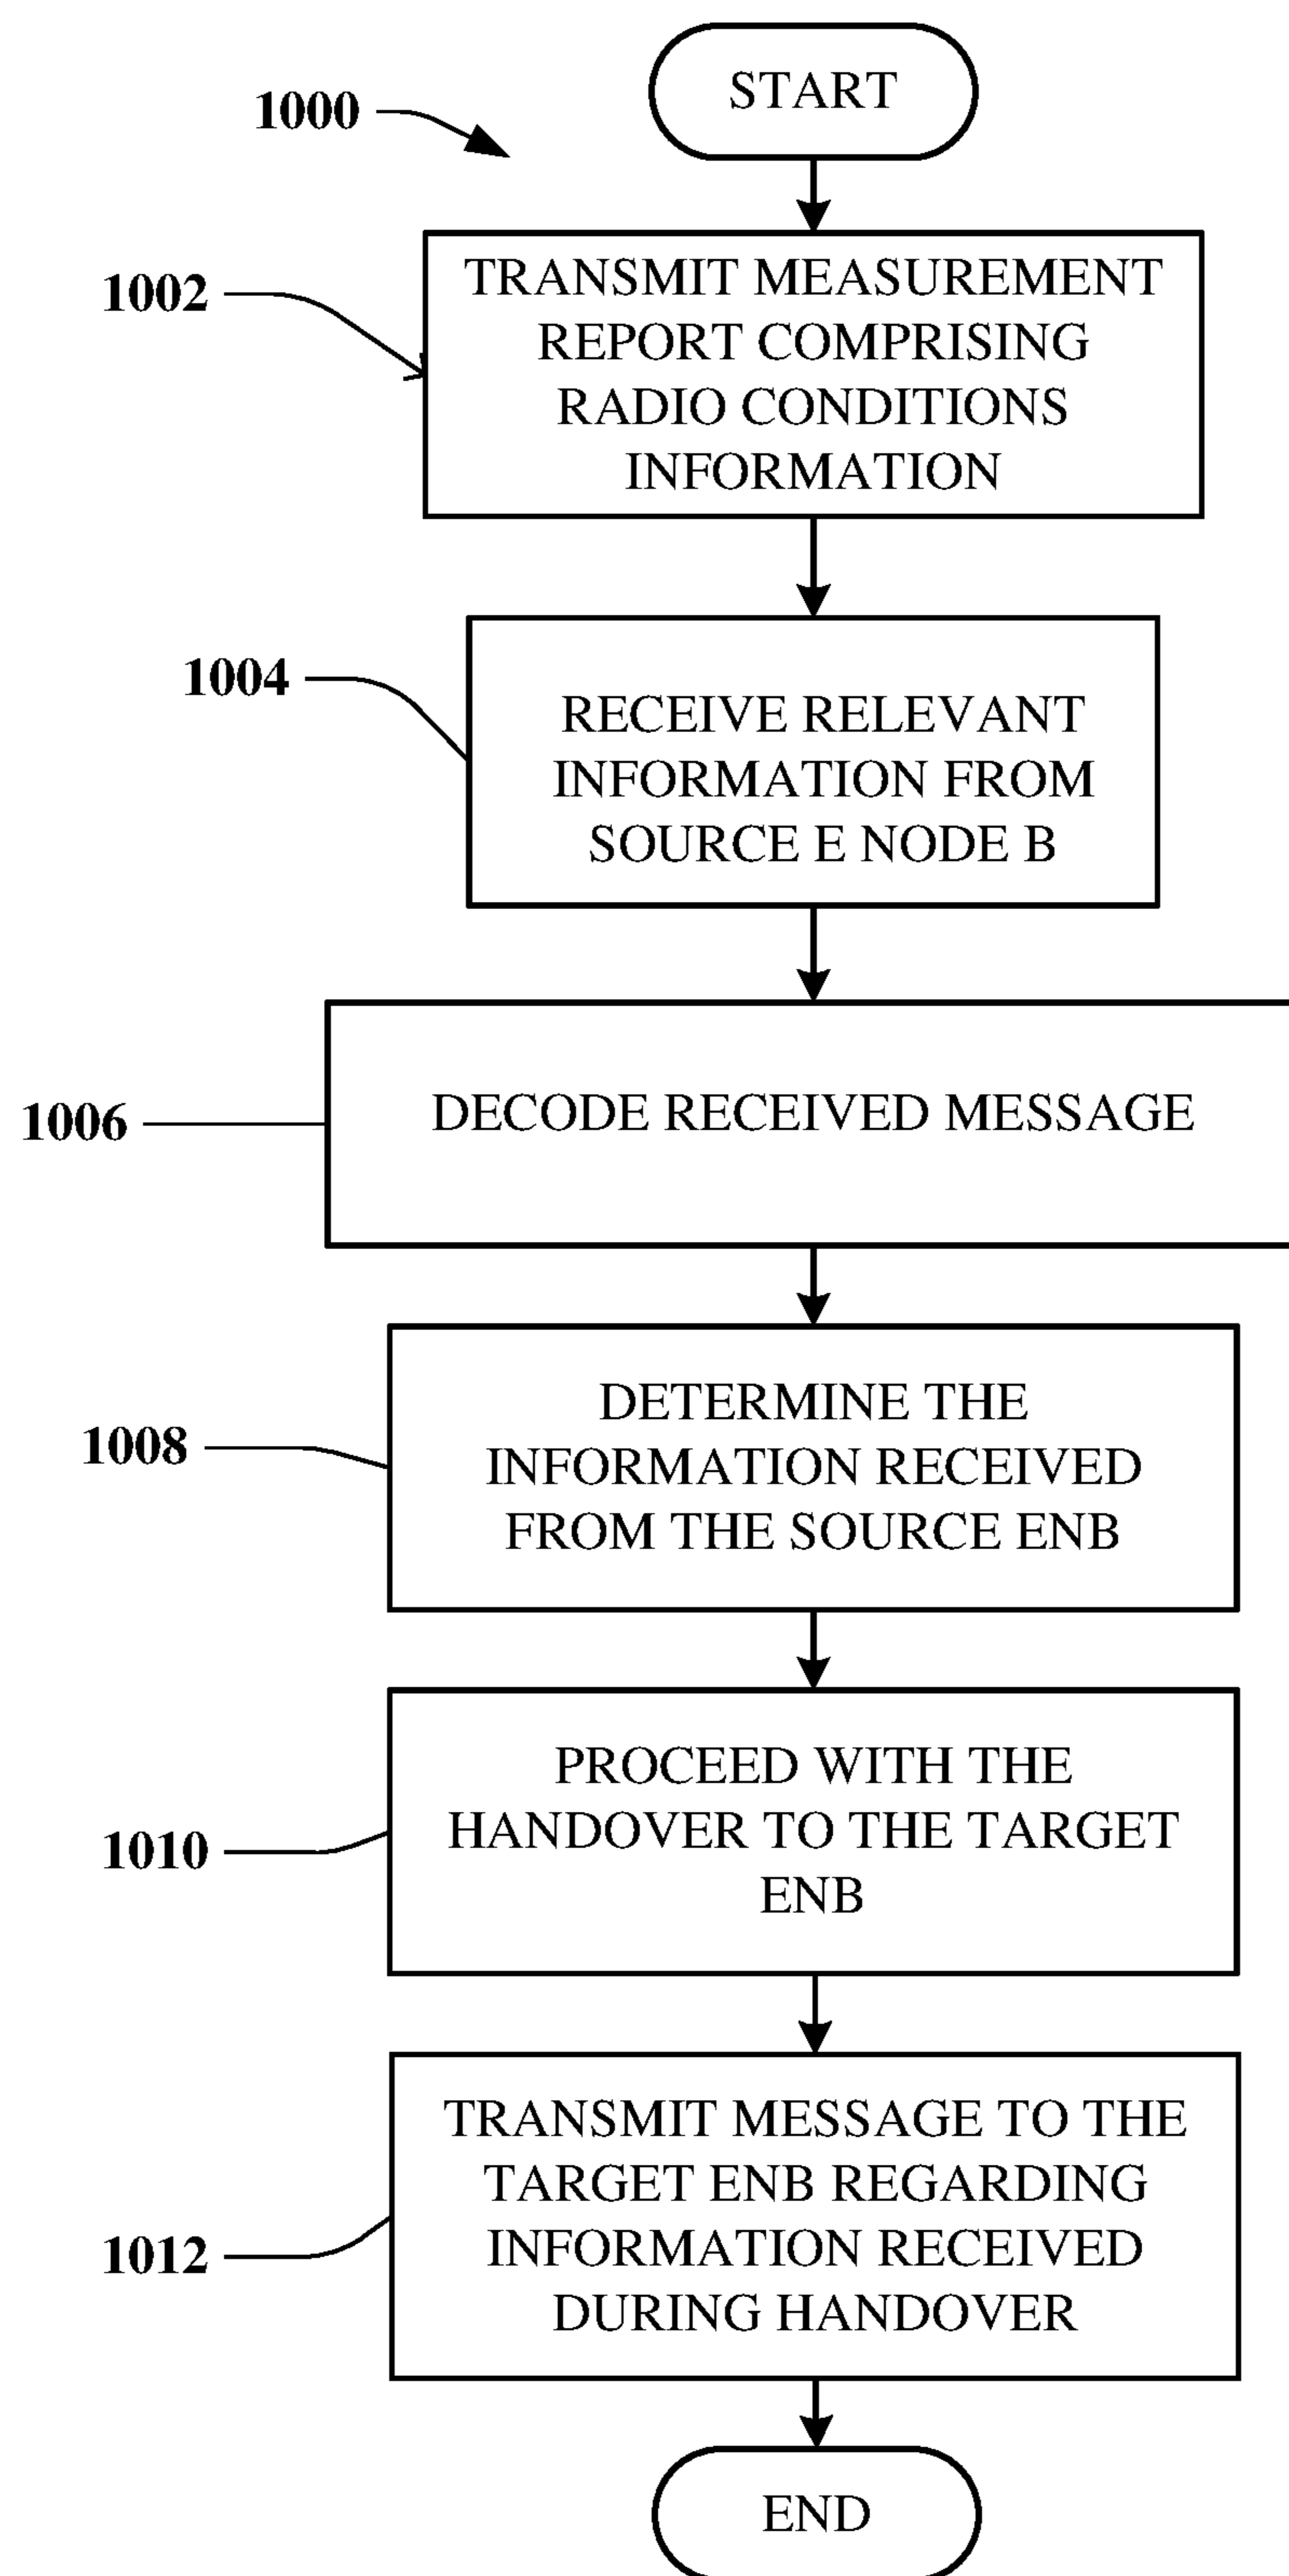 START
1000
1002
TRANSMIT MEASUREMENT
REPORT COMPRISING
RADIO CONDITIONS
INFORMATION
1004
RECEIVE RELEVANT
INFORMATION FROM
SOURCE E NODE B
1006
DECODE RECEIVED MESSAGE
1008
DETERMINE THE
INFORMATION RECEIVED
FROM THE SOURCE ENB
1010
PROCEED WITH THE
HANDOVER TO THE TARGET
ENB
1012
TRANSMIT MESSAGE TO THE
TARGET ENB REGARDING
INFORMATION RECEIVED
DURING HANDOVER
END